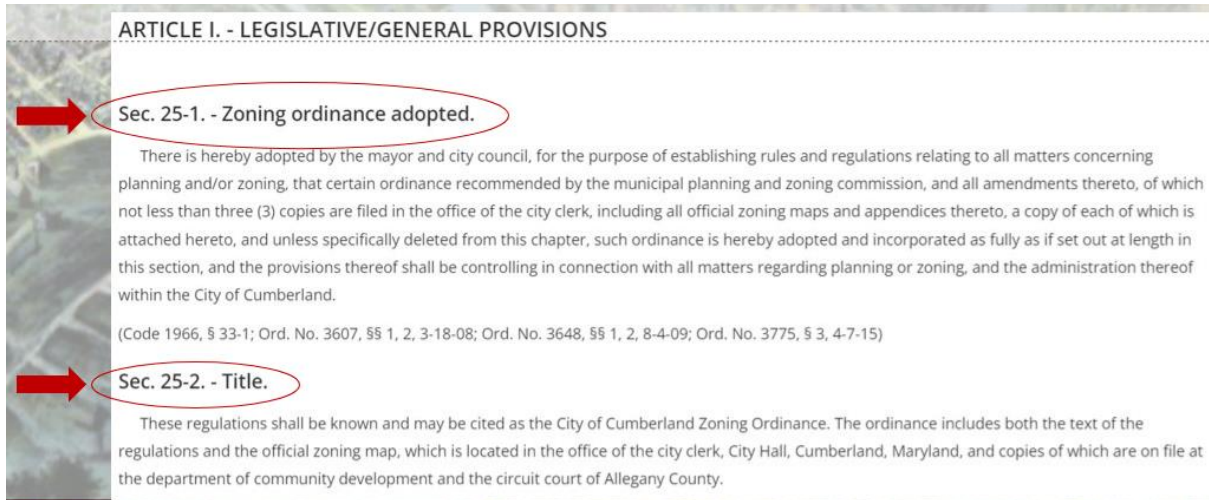 ARTICLE I. - LEGISLATIVE/GENERAL PROVISIONS
Sec. 25-1. - Zoning ordinance adopted.
There is hereby adopted by the mayor and city council, for the purpose of establishing rules and regulations relating to all matters concerning
planning and/or zoning, that certain ordinance recommended by the municipal planning and zoning commission, and all amendments thereto, of which
not less than three (3) copies are filed in the office of the city clerk, including all official zoning maps and appendices thereto, a copy of each of which is
attached hereto, and unless specifically deleted from this chapter, such ordinance is hereby adopted and incorporated as fully as if set out at length in
this section, and the provisions thereof shall be controlling in connection with all matters regarding planning or zoning, and the administration thereof
within the City of Cumberland.
(Code 1966, § 33-1; Ord. No. 3607, §§ 1, 2, 3-18-08; Ord. No. 3648, §§ 1, 2, 8-4-09; Ord. No. 3775, § 3, 4-7-15)
Sec. 25-2. - Title.
These regulations shall be known and may be cited as the City of Cumberland Zoning Ordinance. The ordinance includes both the text of the
regulations and the official zoning map, which is located in the office of the city clerk, City Hall, Cumberland, Maryland, and copies of which are on file at
the department of community development and the circuit court of Allegany County.